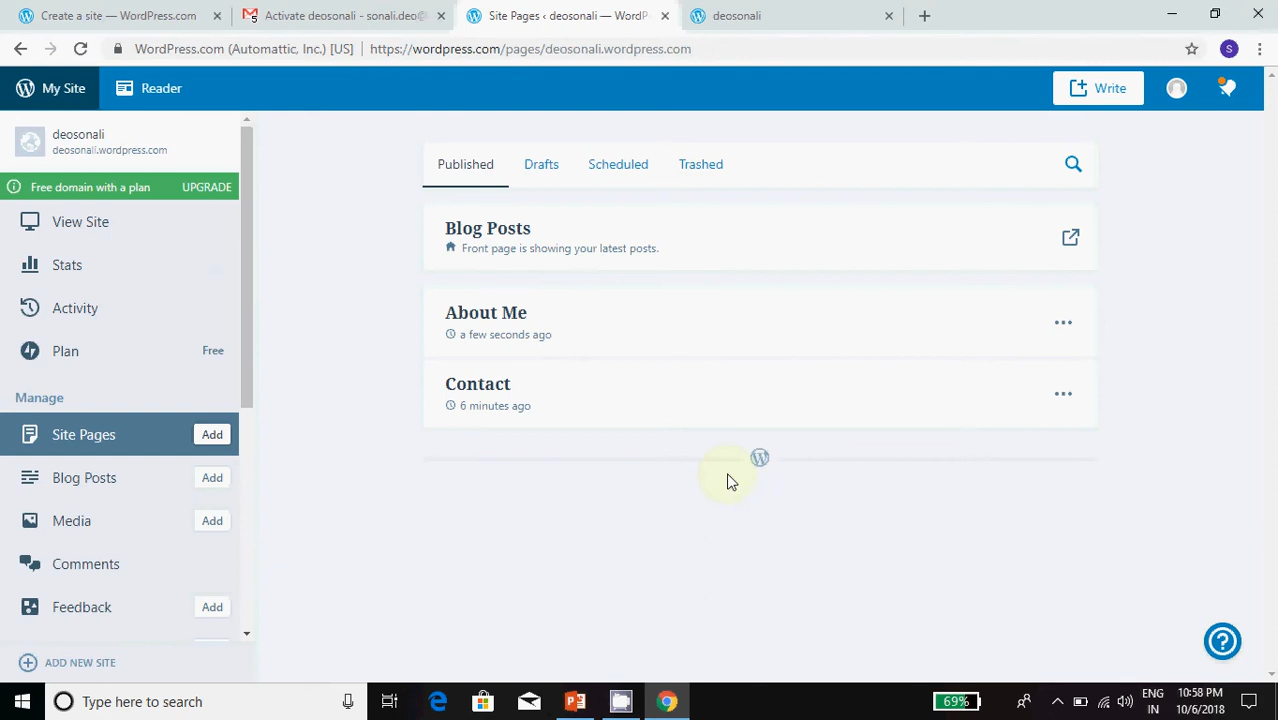 Create a site — WordPress.com
Activate deosonali - sonali.deo@
Site Pages ‹ deosonali — WordP
deosonali
WordPress.com (Automattic, Inc.) [US]
https://wordpress.com/pages/deosonali.wordpress.com
S
My Site
Reader
Write
deosonali
deosonali.wordpress.com
Free domain with a plan
UPGRADE
View Site
Stats
Activity
Plan
Free
Manage
Site Pages
Add
Blog Posts
Add
Media
Add
Comments
Feedback
Add
ADD NEW SITE
Published
Drafts
Scheduled
Trashed
Blog Posts
Front page is showing your latest posts.
About Me
a few seconds ago
Contact
6 minutes ago
Type here to search
69%
ENG
IN
10:58 PM
10/6/2018